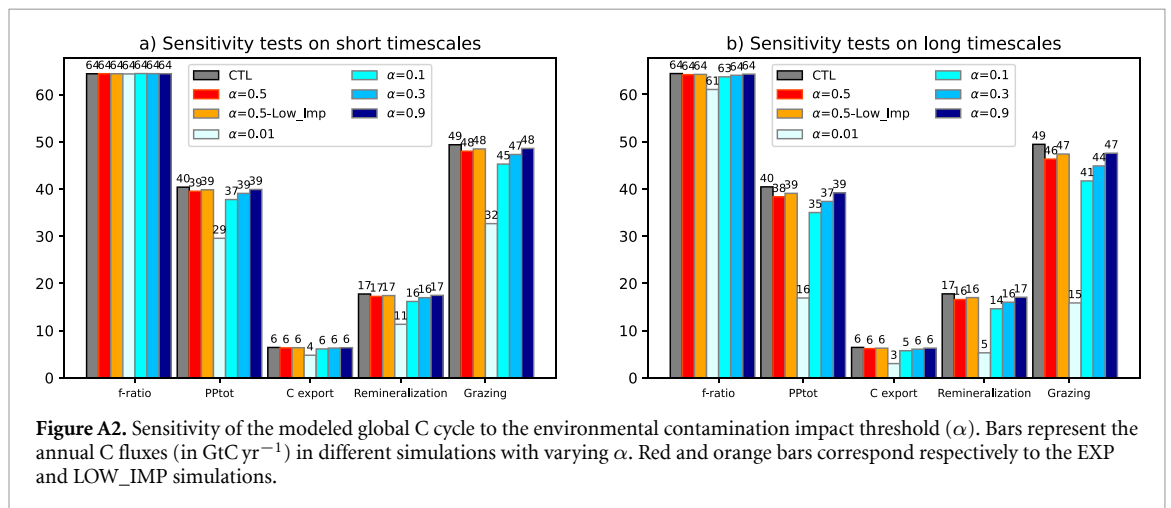 a) Sensitivity tests on short timescales
64 64 64 64 64 64 64
CTL
α=0.5
α=0.5-Low_Imp
α=0.01
α=0.1
α=0.3
α=0.9
60
50
40
30
20
10
0
40 39 39 29 37 39 39
6 6 6 4 6 6 6
17 17 17 11 16 16 17
49 48 48 32 45 47 48
f-ratio PPtot C export Remineralization Grazing
b) Sensitivity tests on long timescales
64 64 64 61 63 64 64
CTL
α=0.5
α=0.5-Low_Imp
α=0.01
α=0.1
α=0.3
α=0.9
60
50
40
30
20
10
0
40 38 39 16 35 37 39
6 6 6 3 5 6 6
17 16 16 5 14 16 17
49 46 47 15 41 44 47
f-ratio PPtot C export Remineralization Grazing
Figure A2. Sensitivity of the modeled global C cycle to the environmental contamination impact threshold (α). Bars represent the
annual C fluxes (in GtC yr⁻¹) in different simulations with varying α. Red and orange bars correspond respectively to the EXP
and LOW_IMP simulations.